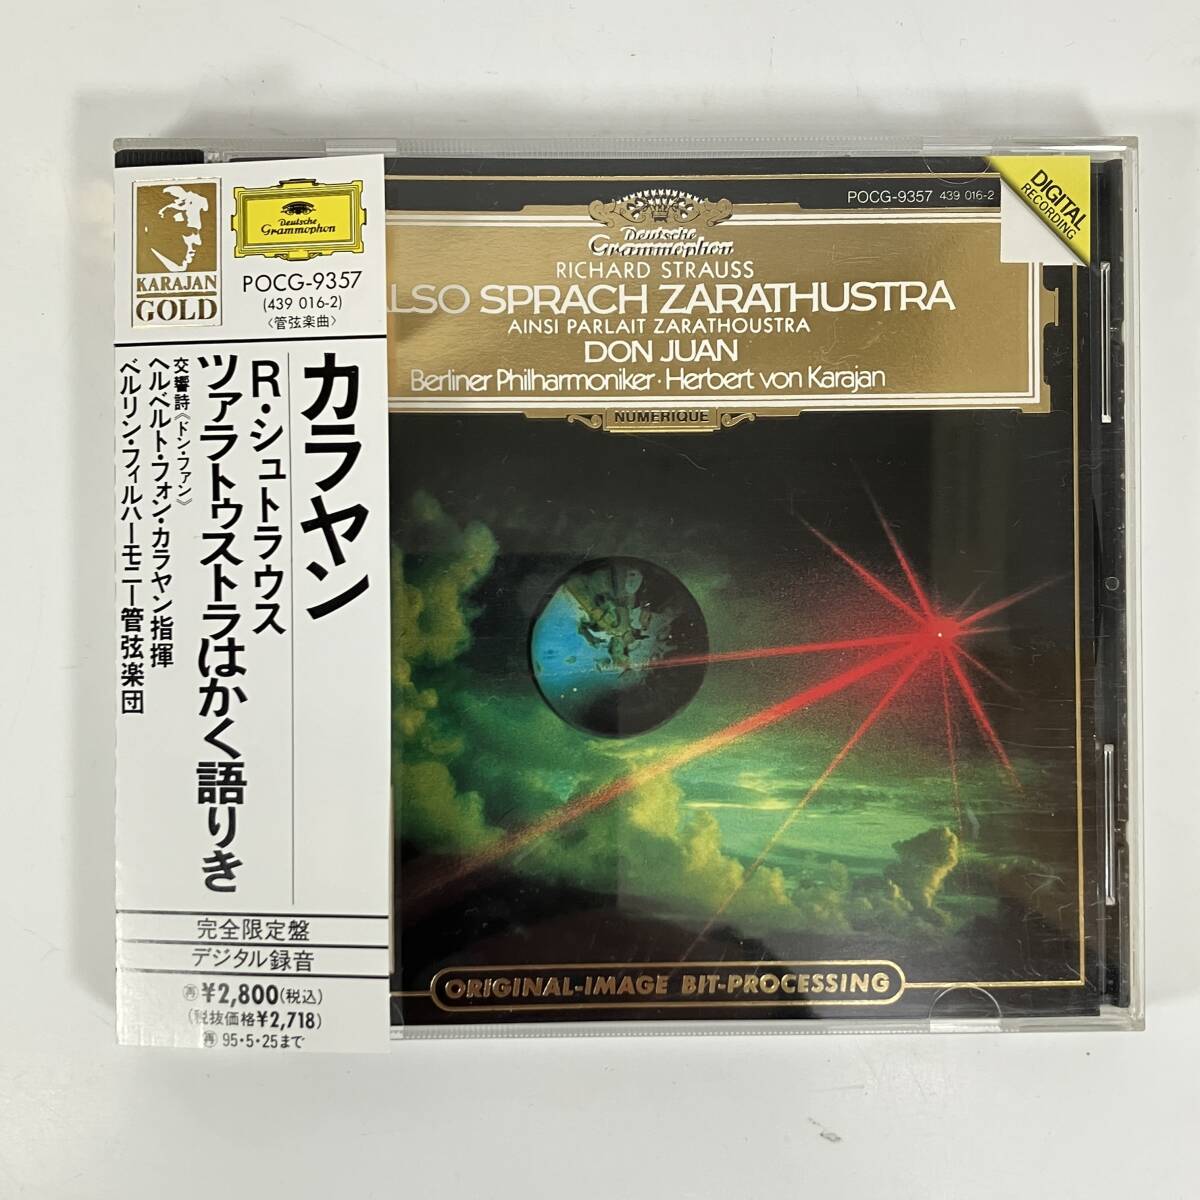 KARAJAN
GOLD
Deutsche
Grammophon
POCG-9357
(439 016-2)
〈管弦楽曲〉
カラヤン
R・シュトラウス
ツァラトゥストラはかく語りき
交響詩《ドン・ファン》
ヘルベルト・フォン・カラヤン指揮
ベルリン・フィルハーモニー管弦楽団
完全限定盤
デジタル録音
再¥2,800(税込)
(税抜価格¥2,718)
再95・5・25まで
POCG-9357 439 016-2
DIGITAL
RECORDING
Deutsche
Grammophon
RICHARD STRAUSS
ALSO SPRACH ZARATHUSTRA
AINSI PARLAIT ZARATHOUSTRA
DON JUAN
Berliner Philharmoniker · Herbert von Karajan
NUMERIQUE
ORIGINAL-IMAGE BIT-PROCESSING